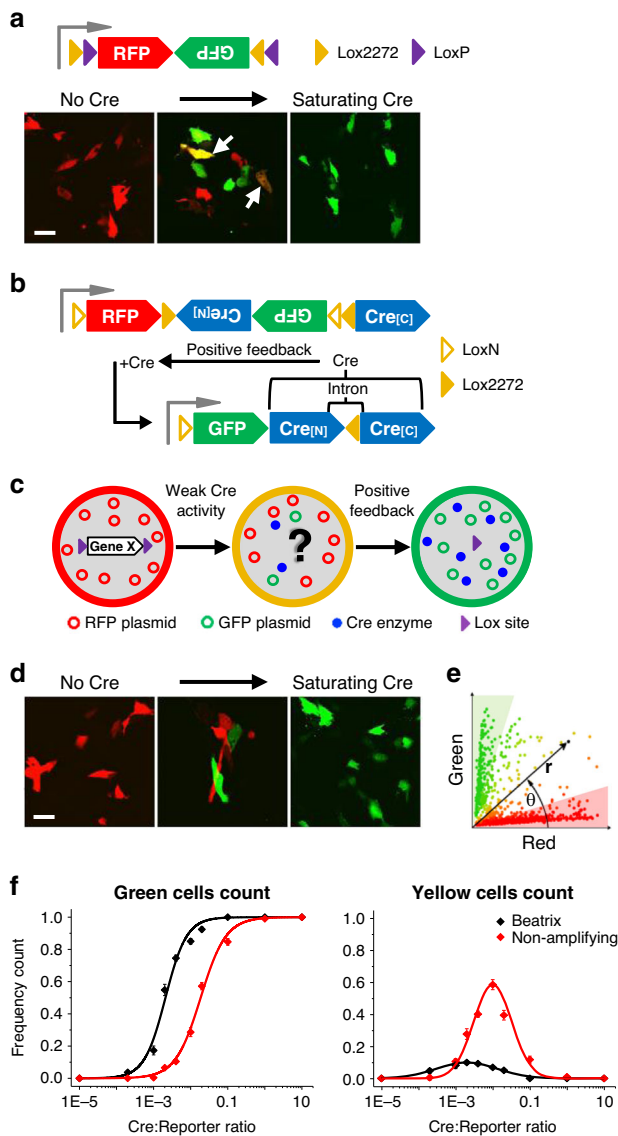 a
RFP GFP Lox2272 LoxP
No Cre Saturating Cre
b
RFP Cre[N] GFP Cre[C]
LoxN
Lox2272
Positive feedback
+Cre Cre
Intron
GFP Cre[N] Cre[C]
c
Weak Cre activity
Positive feedback
Gene X ?
RFP plasmid GFP plasmid Cre enzyme Lox site
d
No Cre Saturating Cre
e
Green
r
θ
Red
f
Green cells count
Frequency count
1.0
0.8
0.6
0.4
0.2
0.0
1E–5 1E–3 0.1 10
Cre:Reporter ratio
Yellow cells count
Beatrix
Non-amplifying
1.0
0.8
0.6
0.4
0.2
0.0
1E–5 1E–3 0.1 10
Cre:Reporter ratio